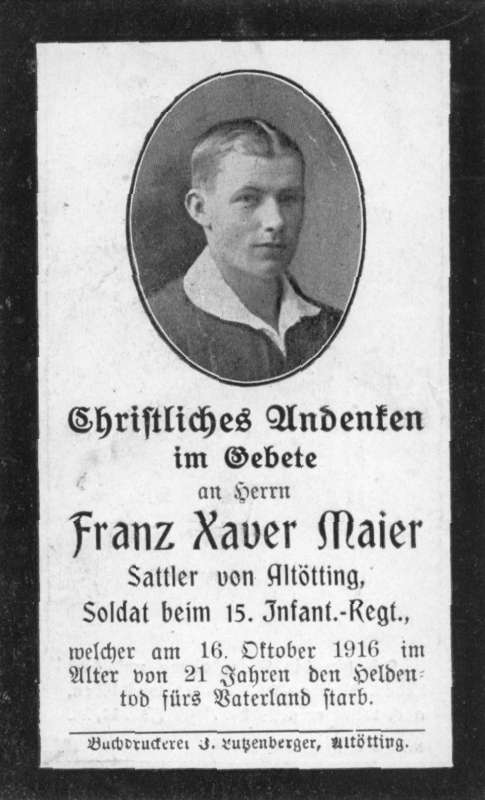 Christliches Andenken
im Gebete
an Herrn
Franz Xaver Maier
Sattler von Altötting,
Soldat beim 15. Infant.-Regt.,
welcher am 16. Oktober 1916 im
Alter von 21 Jahren den Helden-
tod fürs Vaterland starb.
Buchdruckerei J. Lutzenberger, Altötting.